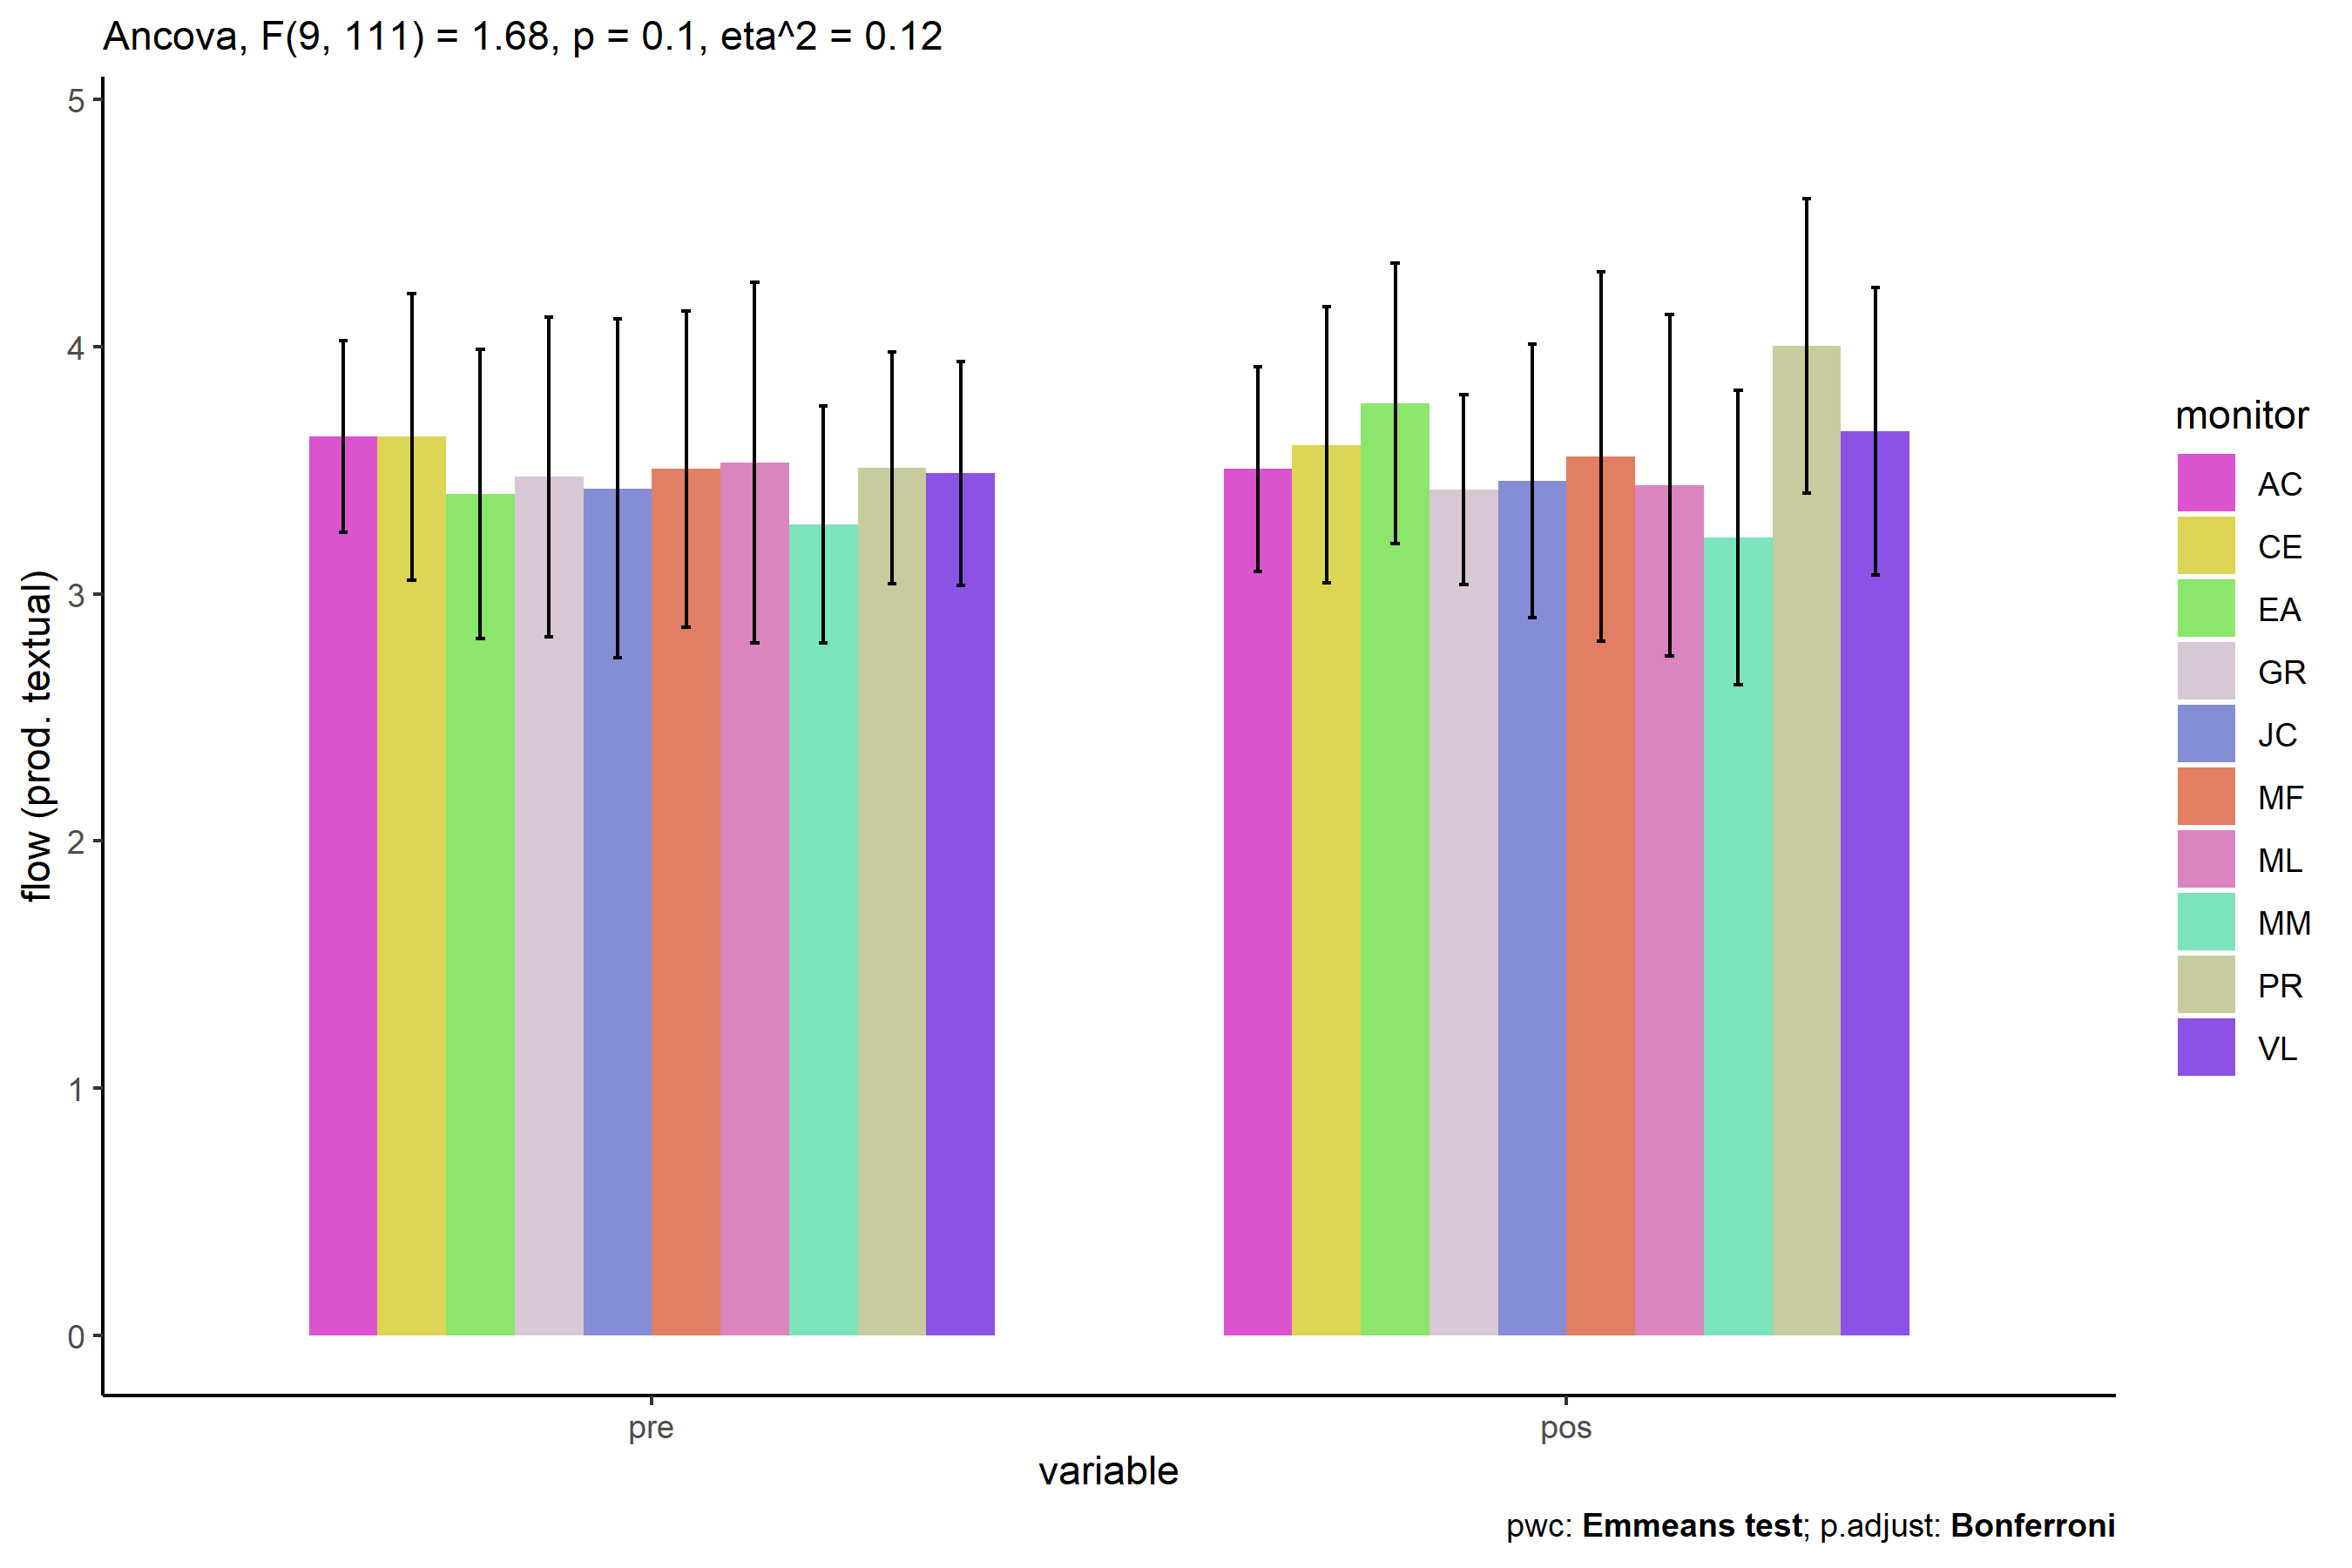 Ancova, F(9, 111) = 1.68, p = 0.1, eta^2 = 0.12
flow (prod. textual)
5
4
3
2
1
0
pre
pos
variable
monitor
AC
CE
EA
GR
JC
MF
ML
MM
PR
VL
pwc: Emmeans test; p.adjust: Bonferroni